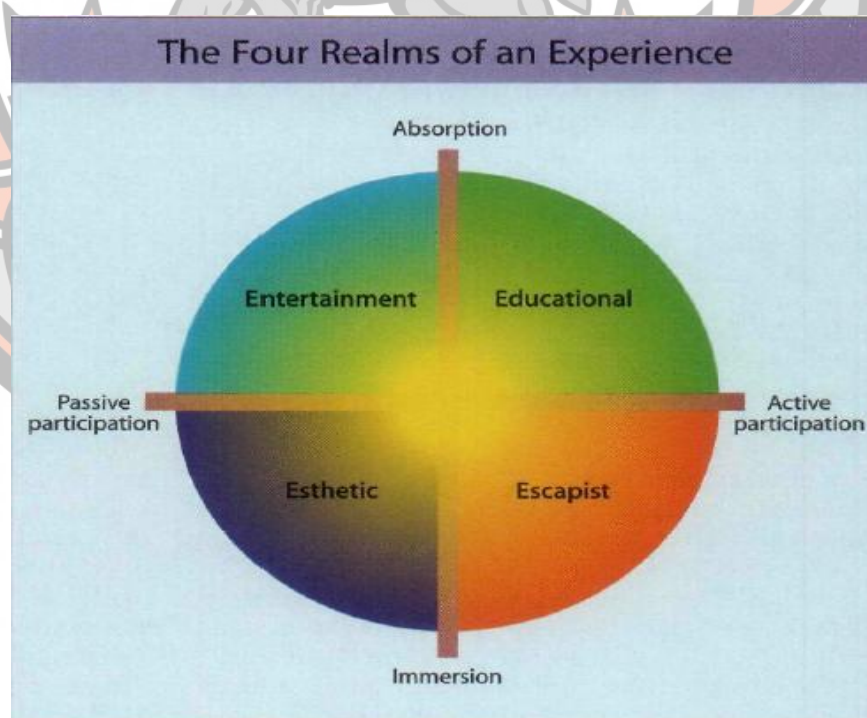 The Four Realms of an Experience
Absorption
Entertainment
Educational
Passive
participation
Active
participation
Esthetic
Escapist
Immersion